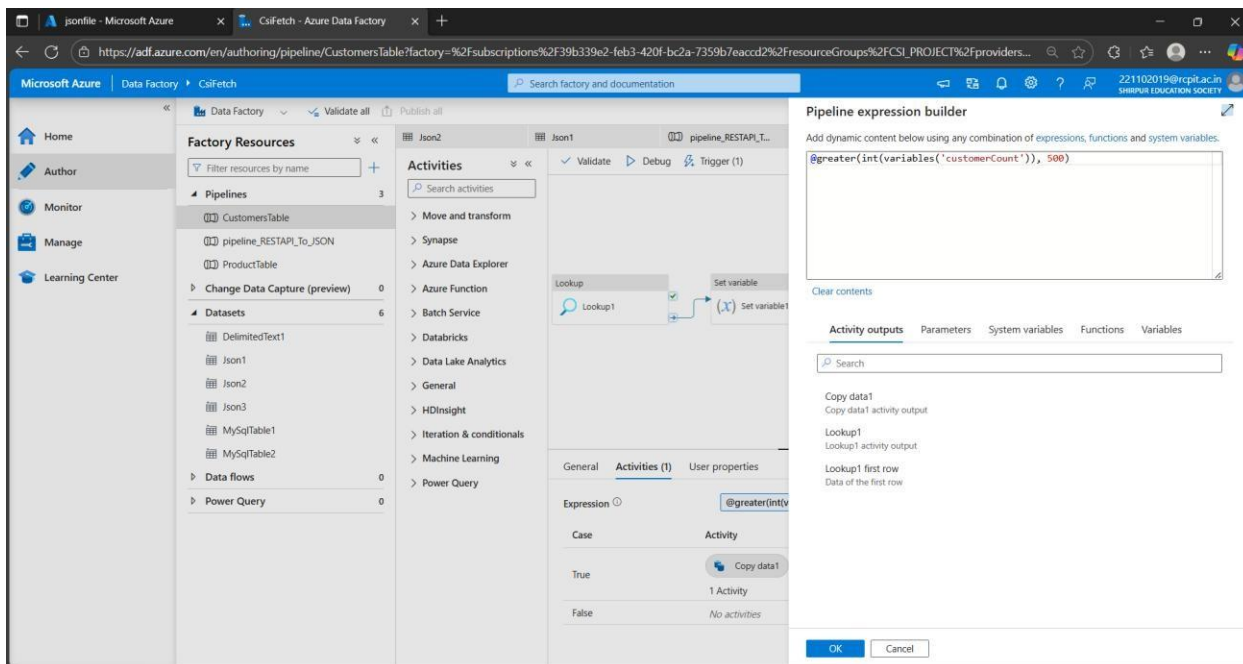 jsonfile - Microsoft Azure
CsiFetch - Azure Data Factory
https://adf.azure.com/en/authoring/pipeline/CustomersTable?factory=%2Fsubscriptions%2F39b339e2-feb3-420f-bc2a-7359b7eaccd2%2FresourceGroups%2FCSI_PROJECT%2Fproviders...
Microsoft Azure
Data Factory
CsiFetch
Search factory and documentation
221102019@rcpit.ac.in
SHIRPUR EDUCATION SOCIETY
Home
Author
Monitor
Manage
Learning Center
Data Factory
Validate all
Publish all
Factory Resources
Filter resources by name
Pipelines 3
CustomersTable
pipeline_RESTAPI_To_JSON
ProductTable
Change Data Capture (preview) 0
Datasets 6
DelimitedText1
Json1
Json2
Json3
MySqlTable1
MySqlTable2
Data flows 0
Power Query 0
Json2
Json1
pipeline_RESTAPI_T...
Activities
Search activities
Move and transform
Synapse
Azure Data Explorer
Azure Function
Batch Service
Databricks
Data Lake Analytics
General
HDInsight
Iteration & conditionals
Machine Learning
Power Query
Validate
Debug
Trigger (1)
Lookup
Lookup1
Set variable
(x) Set variable1
General
Activities (1)
User properties
Expression
@greater(int(v
Case Activity
True
Copy data1
1 Activity
False
No activities
Pipeline expression builder
Add dynamic content below using any combination of expressions, functions and system variables.
@greater(int(variables('customerCount')), 500)
Clear contents
Activity outputs
Parameters
System variables
Functions
Variables
Search
Copy data1
Copy data1 activity output
Lookup1
Lookup1 activity output
Lookup1 first row
Data of the first row
OK
Cancel